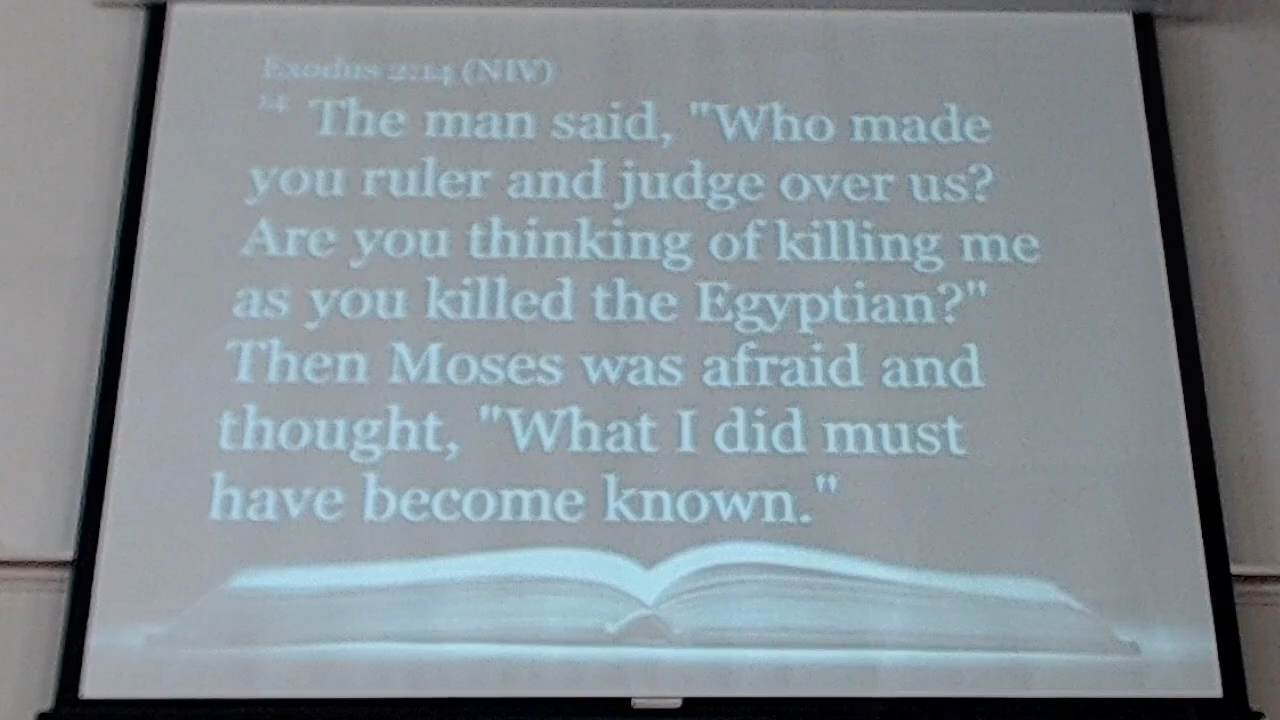 Exodus 2:14 (NIV)
14 The man said, "Who made
you ruler and judge over us?
Are you thinking of killing me
as you killed the Egyptian?"
Then Moses was afraid and
thought, "What I did must
have become known."